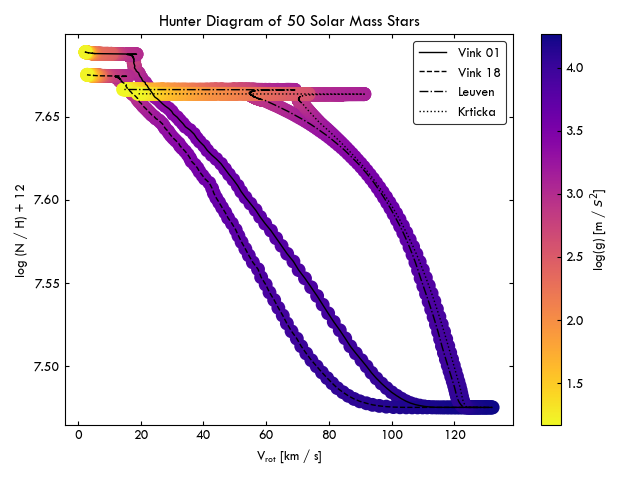 Hunter Diagram of 50 Solar Mass Stars
Vink 01
Vink 18
Leuven
Krticka
7.65
7.60
7.55
7.50
log (N / H) + 12
0 20 40 60 80 100 120
V_rot [km / s]
4.0
3.5
3.0
2.5
2.0
1.5
log(g) [m / s²]